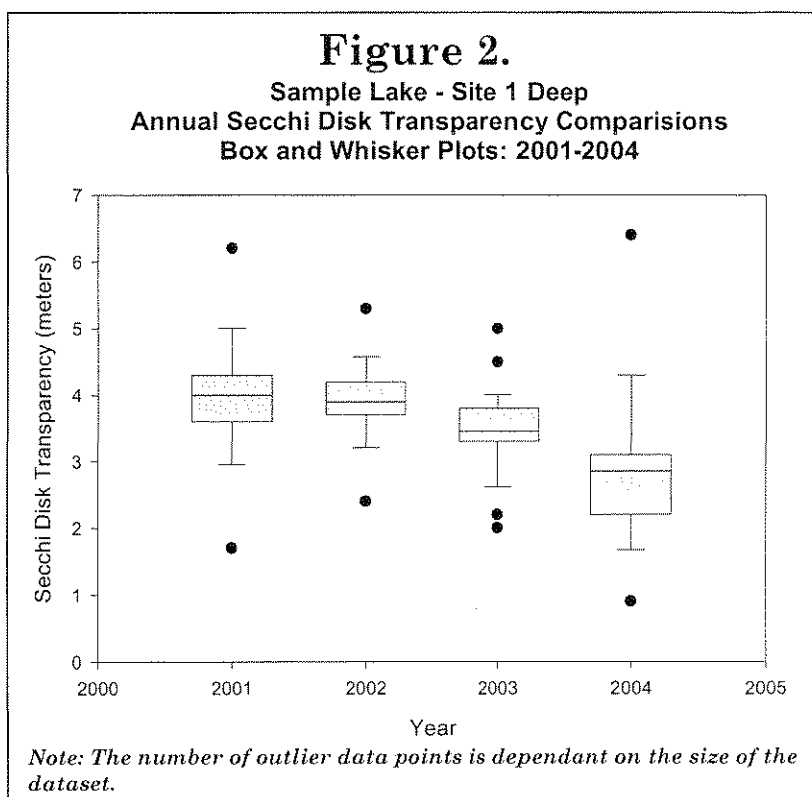 Figure 2.
Sample Lake - Site 1 Deep
Annual Secchi Disk Transparency Comparisions
Box and Whisker Plots: 2001-2004
Secchi Disk Transparency (meters)
7
6
5
4
3
2
1
0
2000 2001 2002 2003 2004 2005
Year
Note: The number of outlier data points is dependant on the size of the
dataset.